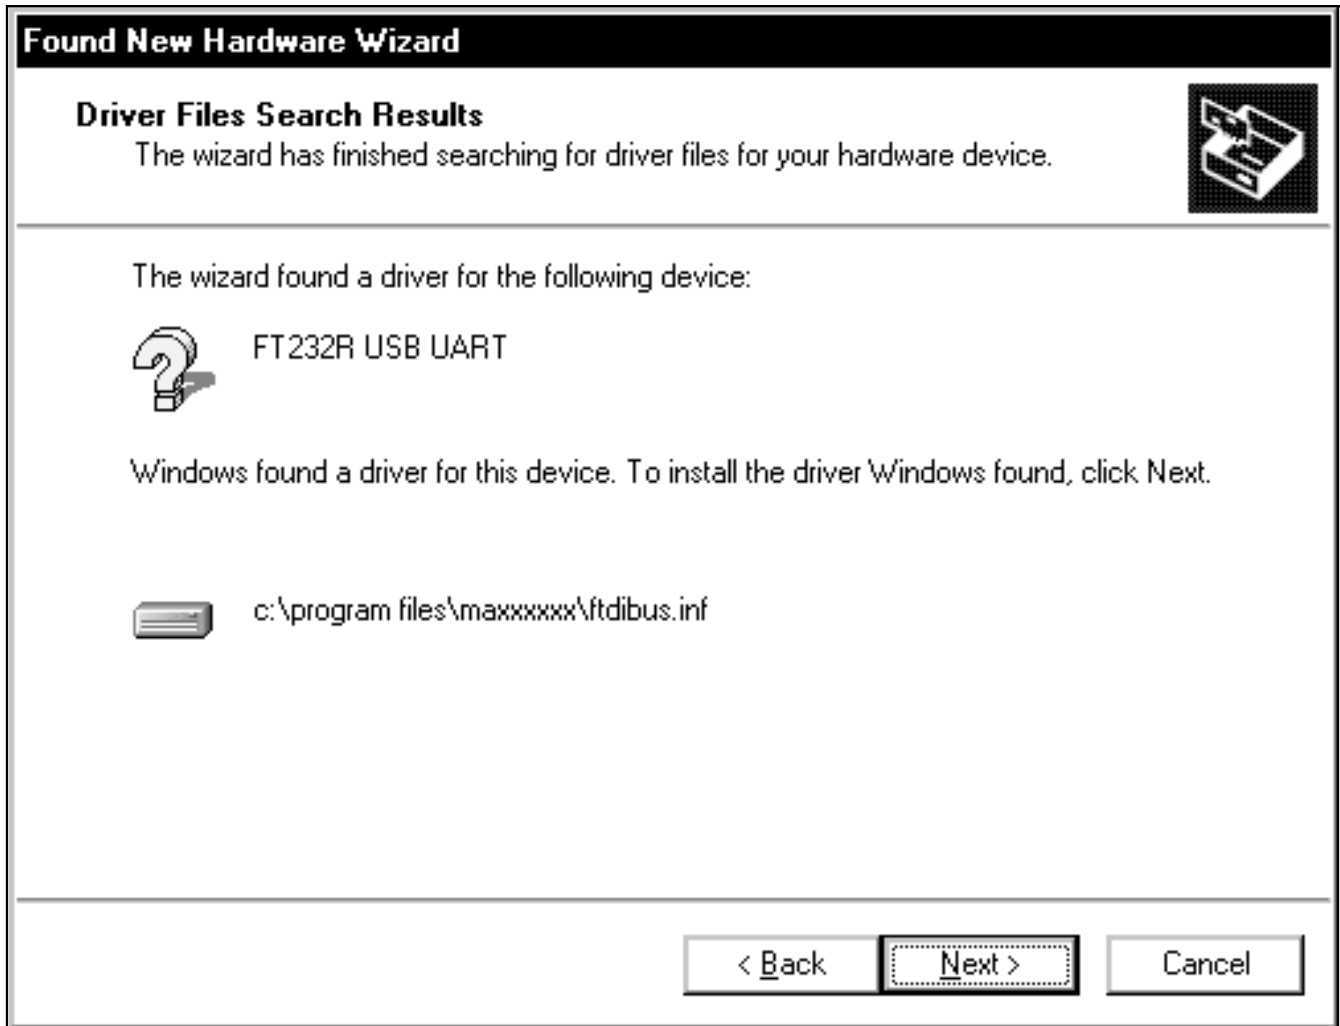 Found New Hardware Wizard
Driver Files Search Results
The wizard has finished searching for driver files for your hardware device.
The wizard found a driver for the following device:
FT232R USB UART
Windows found a driver for this device. To install the driver Windows found, click Next.
c:\program files\maxxxxxx\ftdibus.inf
< Back Next > Cancel